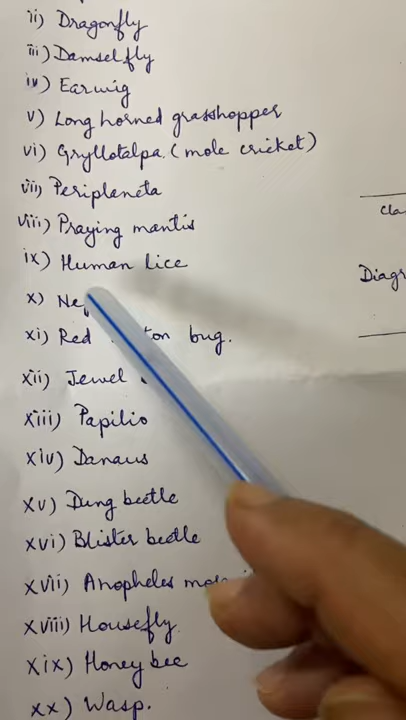 ii) Dragonfly
iii) Damselfly
iv) Earwig
v) Long horned grasshopper
vi) Gryllotalpa. (mole cricket)
vii) Periplaneta
viii) Praying mantis
ix) Human lice
x)
xi) Red bug.
xii) Jewel
xiii) Papilio
xiv) Danaus
xv) Dung beetle
xvi) Blister beetle
xvii) Anopheles
xviii) Housefly
xix) Honey bee
xx) Wasp.
Diagr